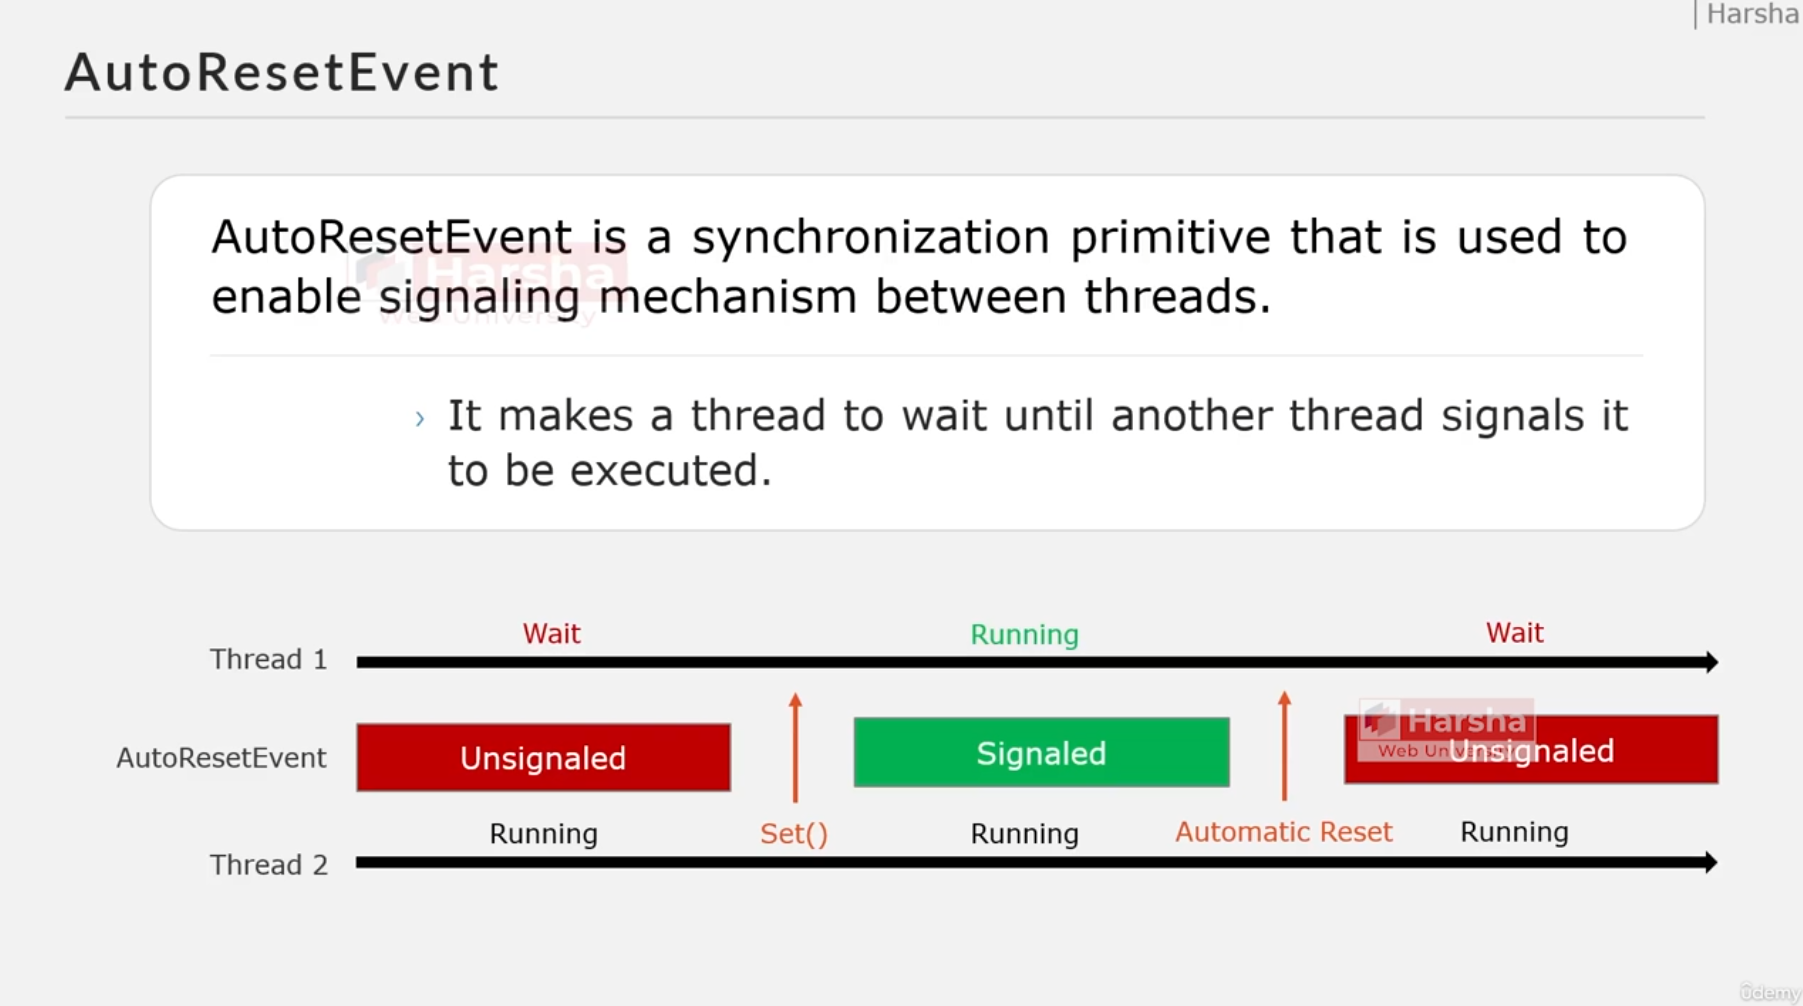 Harsha
AutoResetEvent
AutoResetEvent is a synchronization primitive that is used to
enable signaling mechanism between threads.
Harsha
Web University
› It makes a thread to wait until another thread signals it
to be executed.
Wait Running Wait
Thread 1
Harsha
Web University
AutoResetEvent Unsignaled Signaled Unsignaled
Running Set() Running Automatic Reset Running
Thread 2
ûdemy